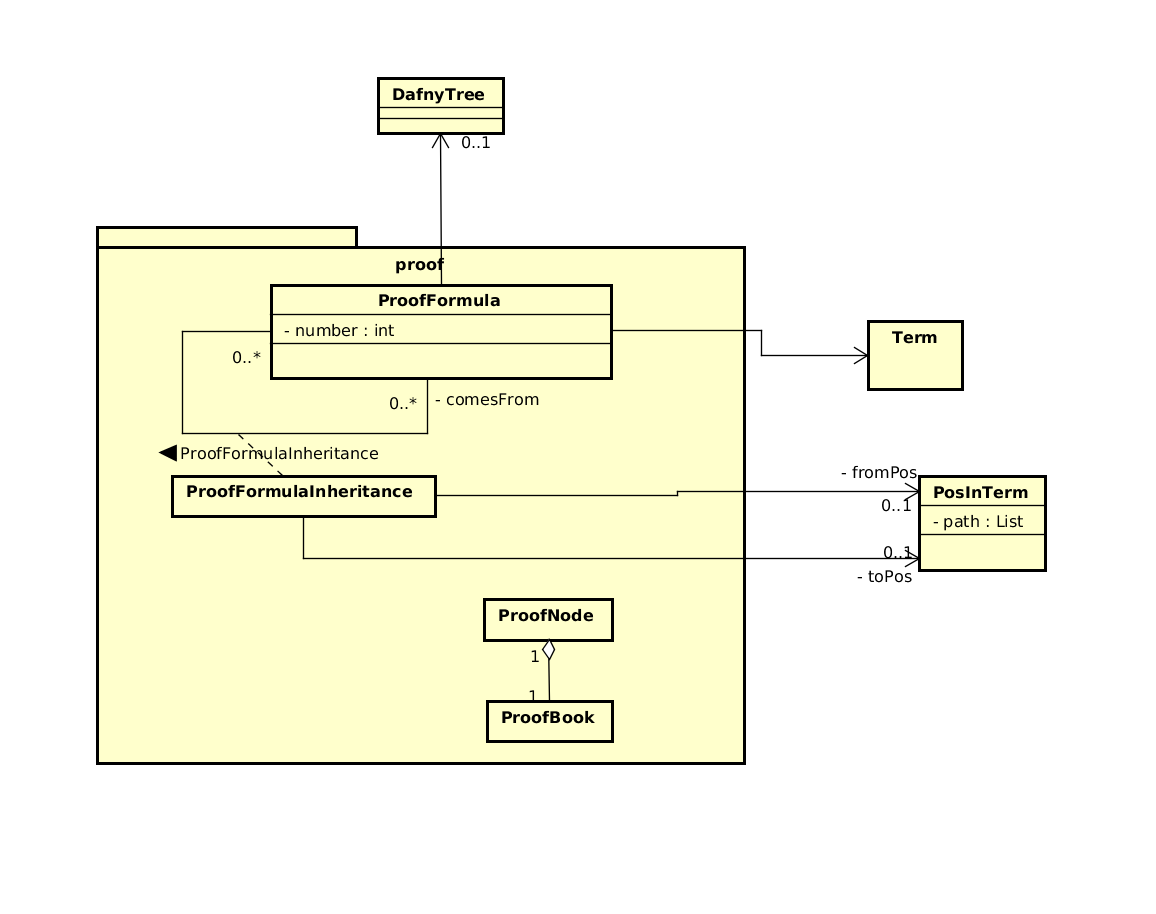 DafnyTree
0..1
proof
ProofFormula
- number : int
0..*
0..*
- comesFrom
Term
ProofFormulaInheritance
ProofFormulaInheritance
- fromPos
0..1
PosInTerm
- path : List
0..1
- toPos
ProofNode
1
1
ProofBook